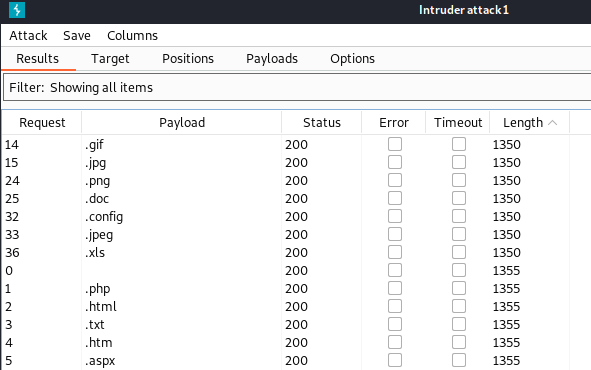 Intruder attack1
Attack Save Columns
Results Target Positions Payloads Options
Filter: Showing all items
Request Payload Status Error Timeout Length
14 .gif 200 1350
15 .jpg 200 1350
24 .png 200 1350
25 .doc 200 1350
32 .config 200 1350
33 .jpeg 200 1350
36 .xls 200 1350
0 200 1355
1 .php 200 1355
2 .html 200 1355
3 .txt 200 1355
4 .htm 200 1355
5 .aspx 200 1355